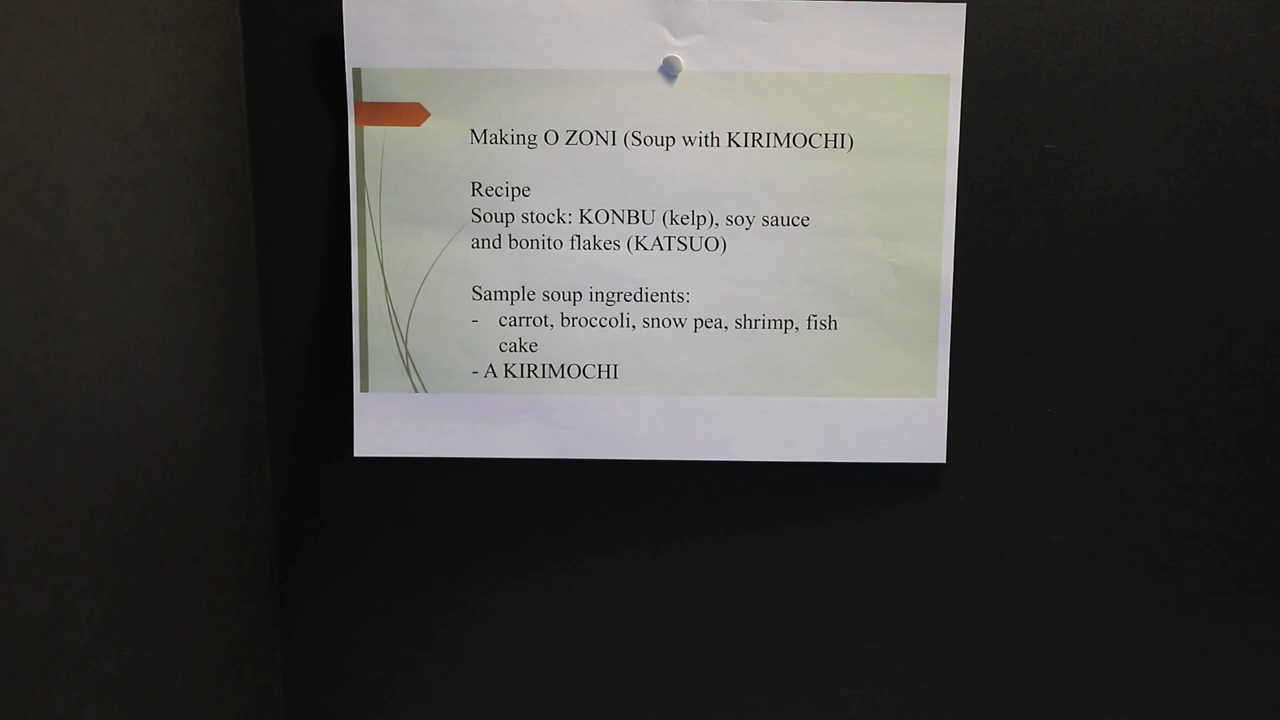 Making O ZONI (Soup with KIRIMOCHI)
Recipe
Soup stock: KONBU (kelp), soy sauce
and bonito flakes (KATSUO)
Sample soup ingredients:
- carrot, broccoli, snow pea, shrimp, fish
cake
- A KIRIMOCHI